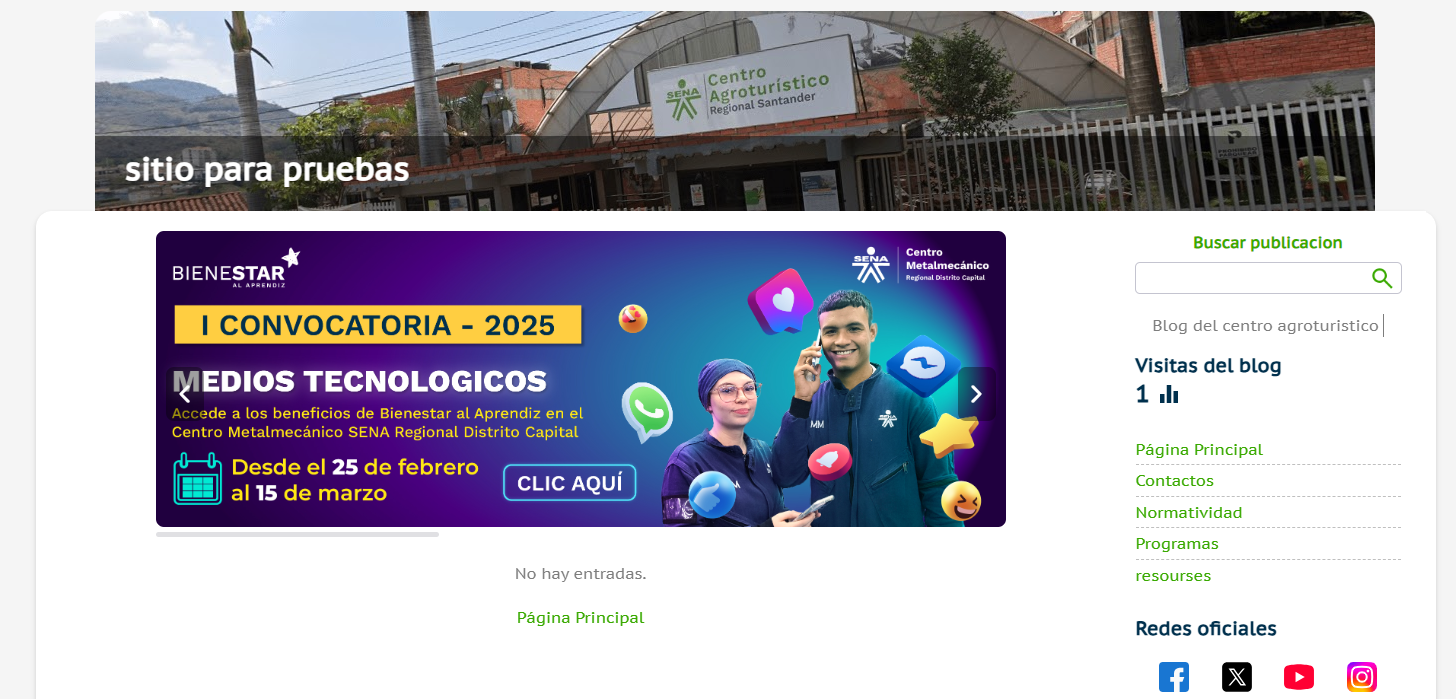 SENA
Centro
Agroturístico
Regional Santander
sitio para pruebas
BIENESTAR
AL APRENDIZ
SENA
Centro
Metalmecánico
Regional Distrito Capital
I CONVOCATORIA - 2025
MEDIOS TECNOLOGICOS
Accede a los beneficios de Bienestar al Aprendiz en el
Centro Metalmecánico SENA Regional Distrito Capital
Desde el 25 de febrero
al 15 de marzo
CLIC AQUÍ
MM
SENA
No hay entradas.
Página Principal
Buscar publicacion
Blog del centro agroturistico
Visitas del blog
1
Página Principal
Contactos
Normatividad
Programas
resourses
Redes oficiales